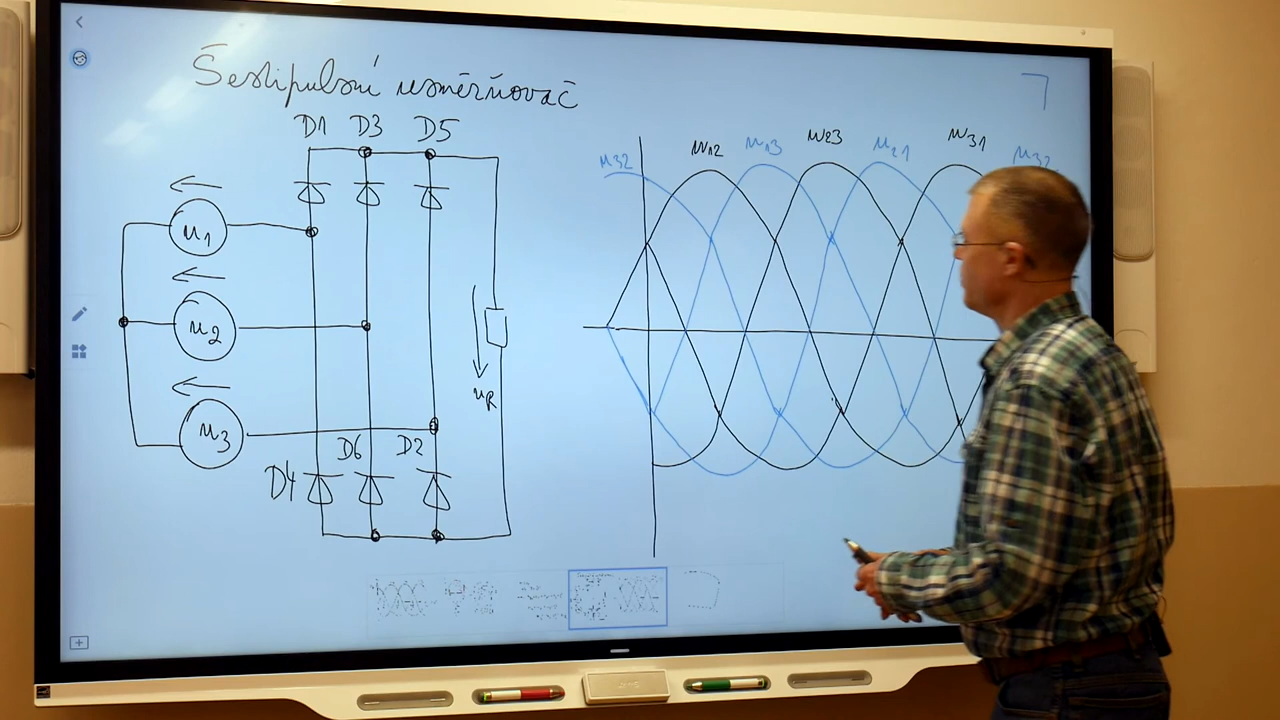 Šestipulsní usměrňovač
D1 D3 D5
u1
u2
u3
D4 D6 D2
uR
u32 u12 u13 u23 u21 u31 u32